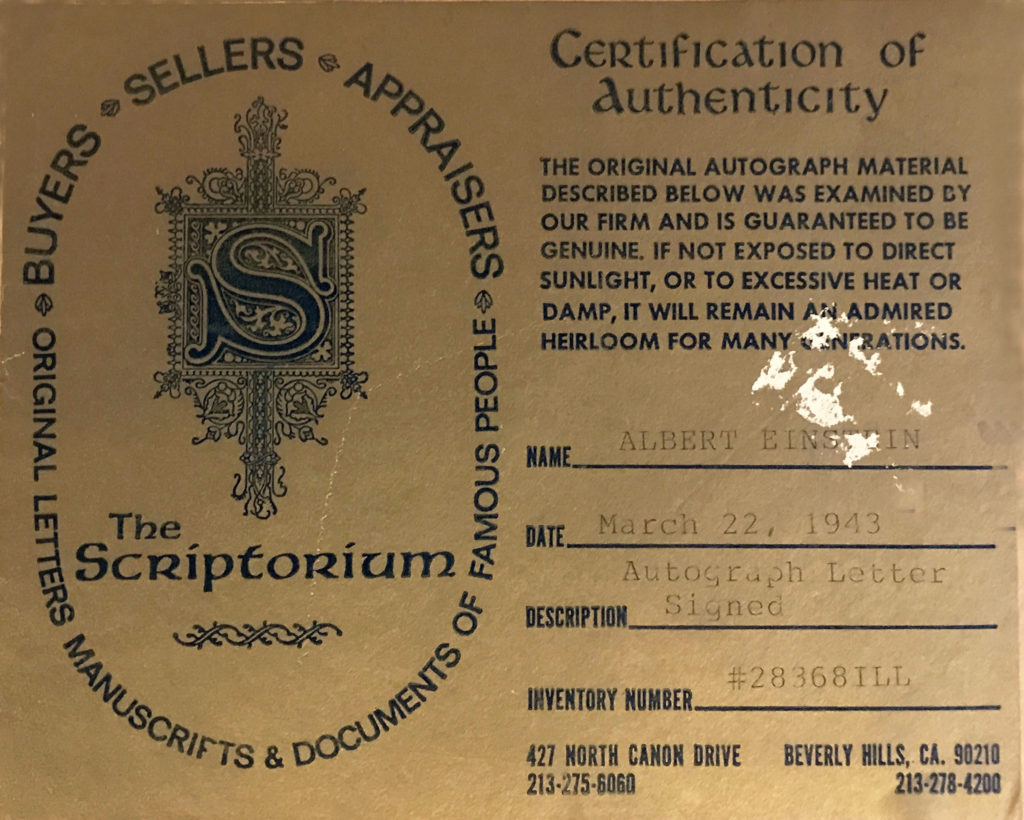 BUYERS SELLERS APPRAISERS
ORIGINAL LETTERS MANUSCRIPTS & DOCUMENTS OF FAMOUS PEOPLE
S
The
Scriptorium
Certification of
Authenticity
THE ORIGINAL AUTOGRAPH MATERIAL
DESCRIBED BELOW WAS EXAMINED BY
OUR FIRM AND IS GUARANTEED TO BE
GENUINE. IF NOT EXPOSED TO DIRECT
SUNLIGHT, OR TO EXCESSIVE HEAT OR
DAMP, IT WILL REMAIN AN ADMIRED
HEIRLOOM FOR MANY GENERATIONS.
NAME ALBERT EINSTEIN
DATE March 22, 1943
Autograph Letter
DESCRIPTION Signed
INVENTORY NUMBER #28368ILL
427 NORTH CANON DRIVE BEVERLY HILLS, CA. 90210
213-275-6060 213-278-4200